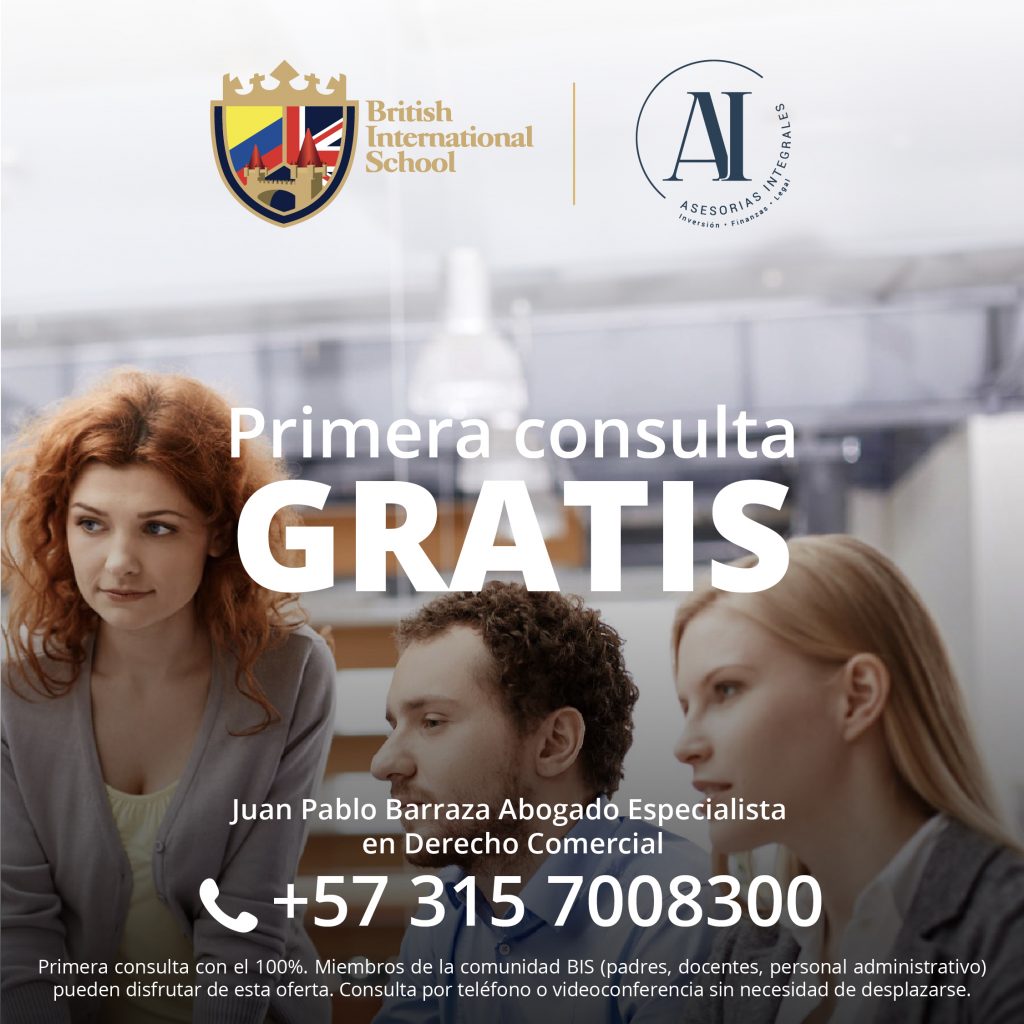 British
International
School
AI
ASESORIAS INTEGRALES
Inversión • Finanzas • Legal
Primera consulta
GRATIS
Juan Pablo Barraza Abogado Especialista
en Derecho Comercial
+57 315 7008300
Primera consulta con el 100%. Miembros de la comunidad BIS (padres, docentes, personal administrativo)
pueden disfrutar de esta oferta. Consulta por teléfono o videoconferencia sin necesidad de desplazarse.